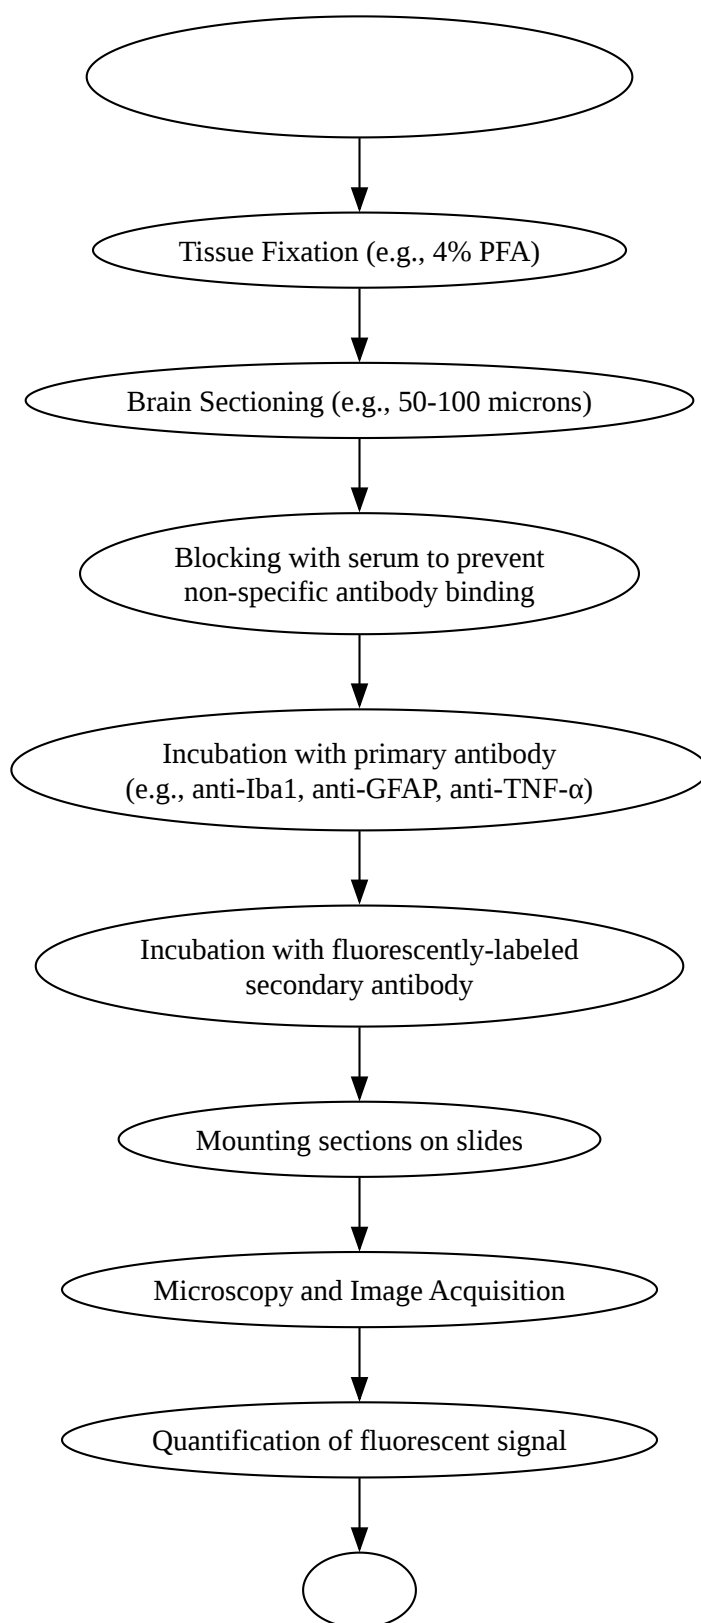 Tissue Fixation (e.g., 4% PFA)
Brain Sectioning (e.g., 50-100 microns)
Blocking with serum to prevent
non-specific antibody binding
Incubation with primary antibody
(e.g., anti-Iba1, anti-GFAP, anti-TNF-α)
Incubation with fluorescently-labeled
secondary antibody
Mounting sections on slides
Microscopy and Image Acquisition
Quantification of fluorescent signal